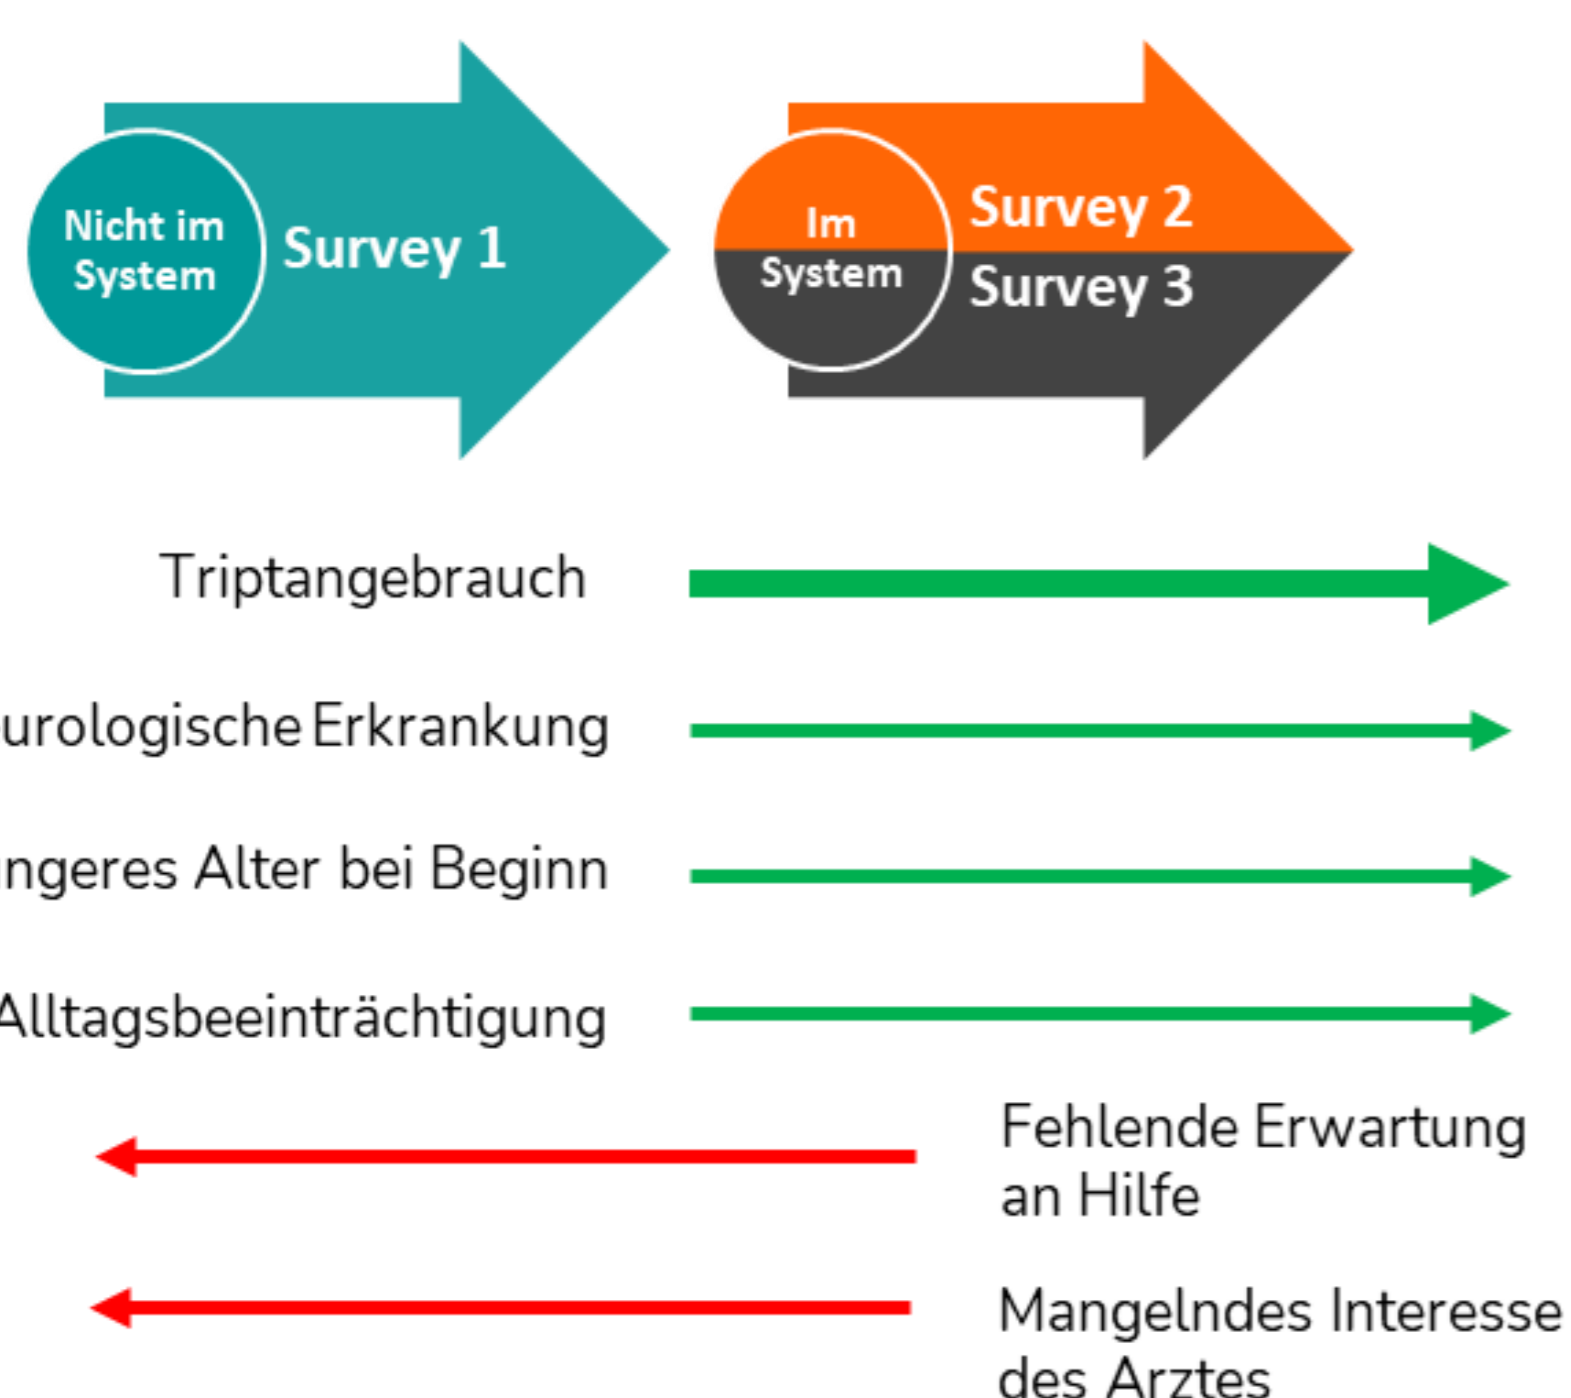 Nicht im
System
Survey 1
Im
System
Survey 2
Survey 3
Triptangebrauch
urologische Erkrankung
ngeres Alter bei Beginn
Alltagsbeeinträchtigung
Fehlende Erwartung
an Hilfe
Mangelndes Interesse
des Arztes